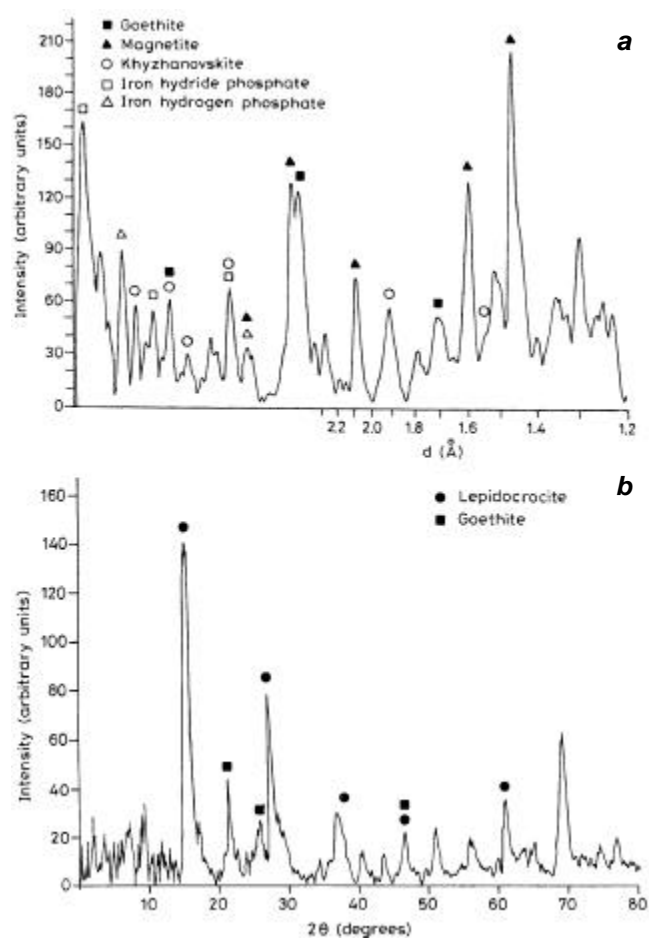 a
Goethite
Magnetite
Khyzhanovskite
Iron hydride phosphate
Iron hydrogen phosphate
Intensity (arbitrary units)
210
180
150
120
90
60
30
0
2.2 2.0 1.8 1.6 1.4 1.2
d (Å)
b
Lepidocrocite
Goethite
Intensity (arbitrary units)
160
140
120
100
80
60
40
20
0
10 20 30 40 50 60 70 80
2θ (degrees)